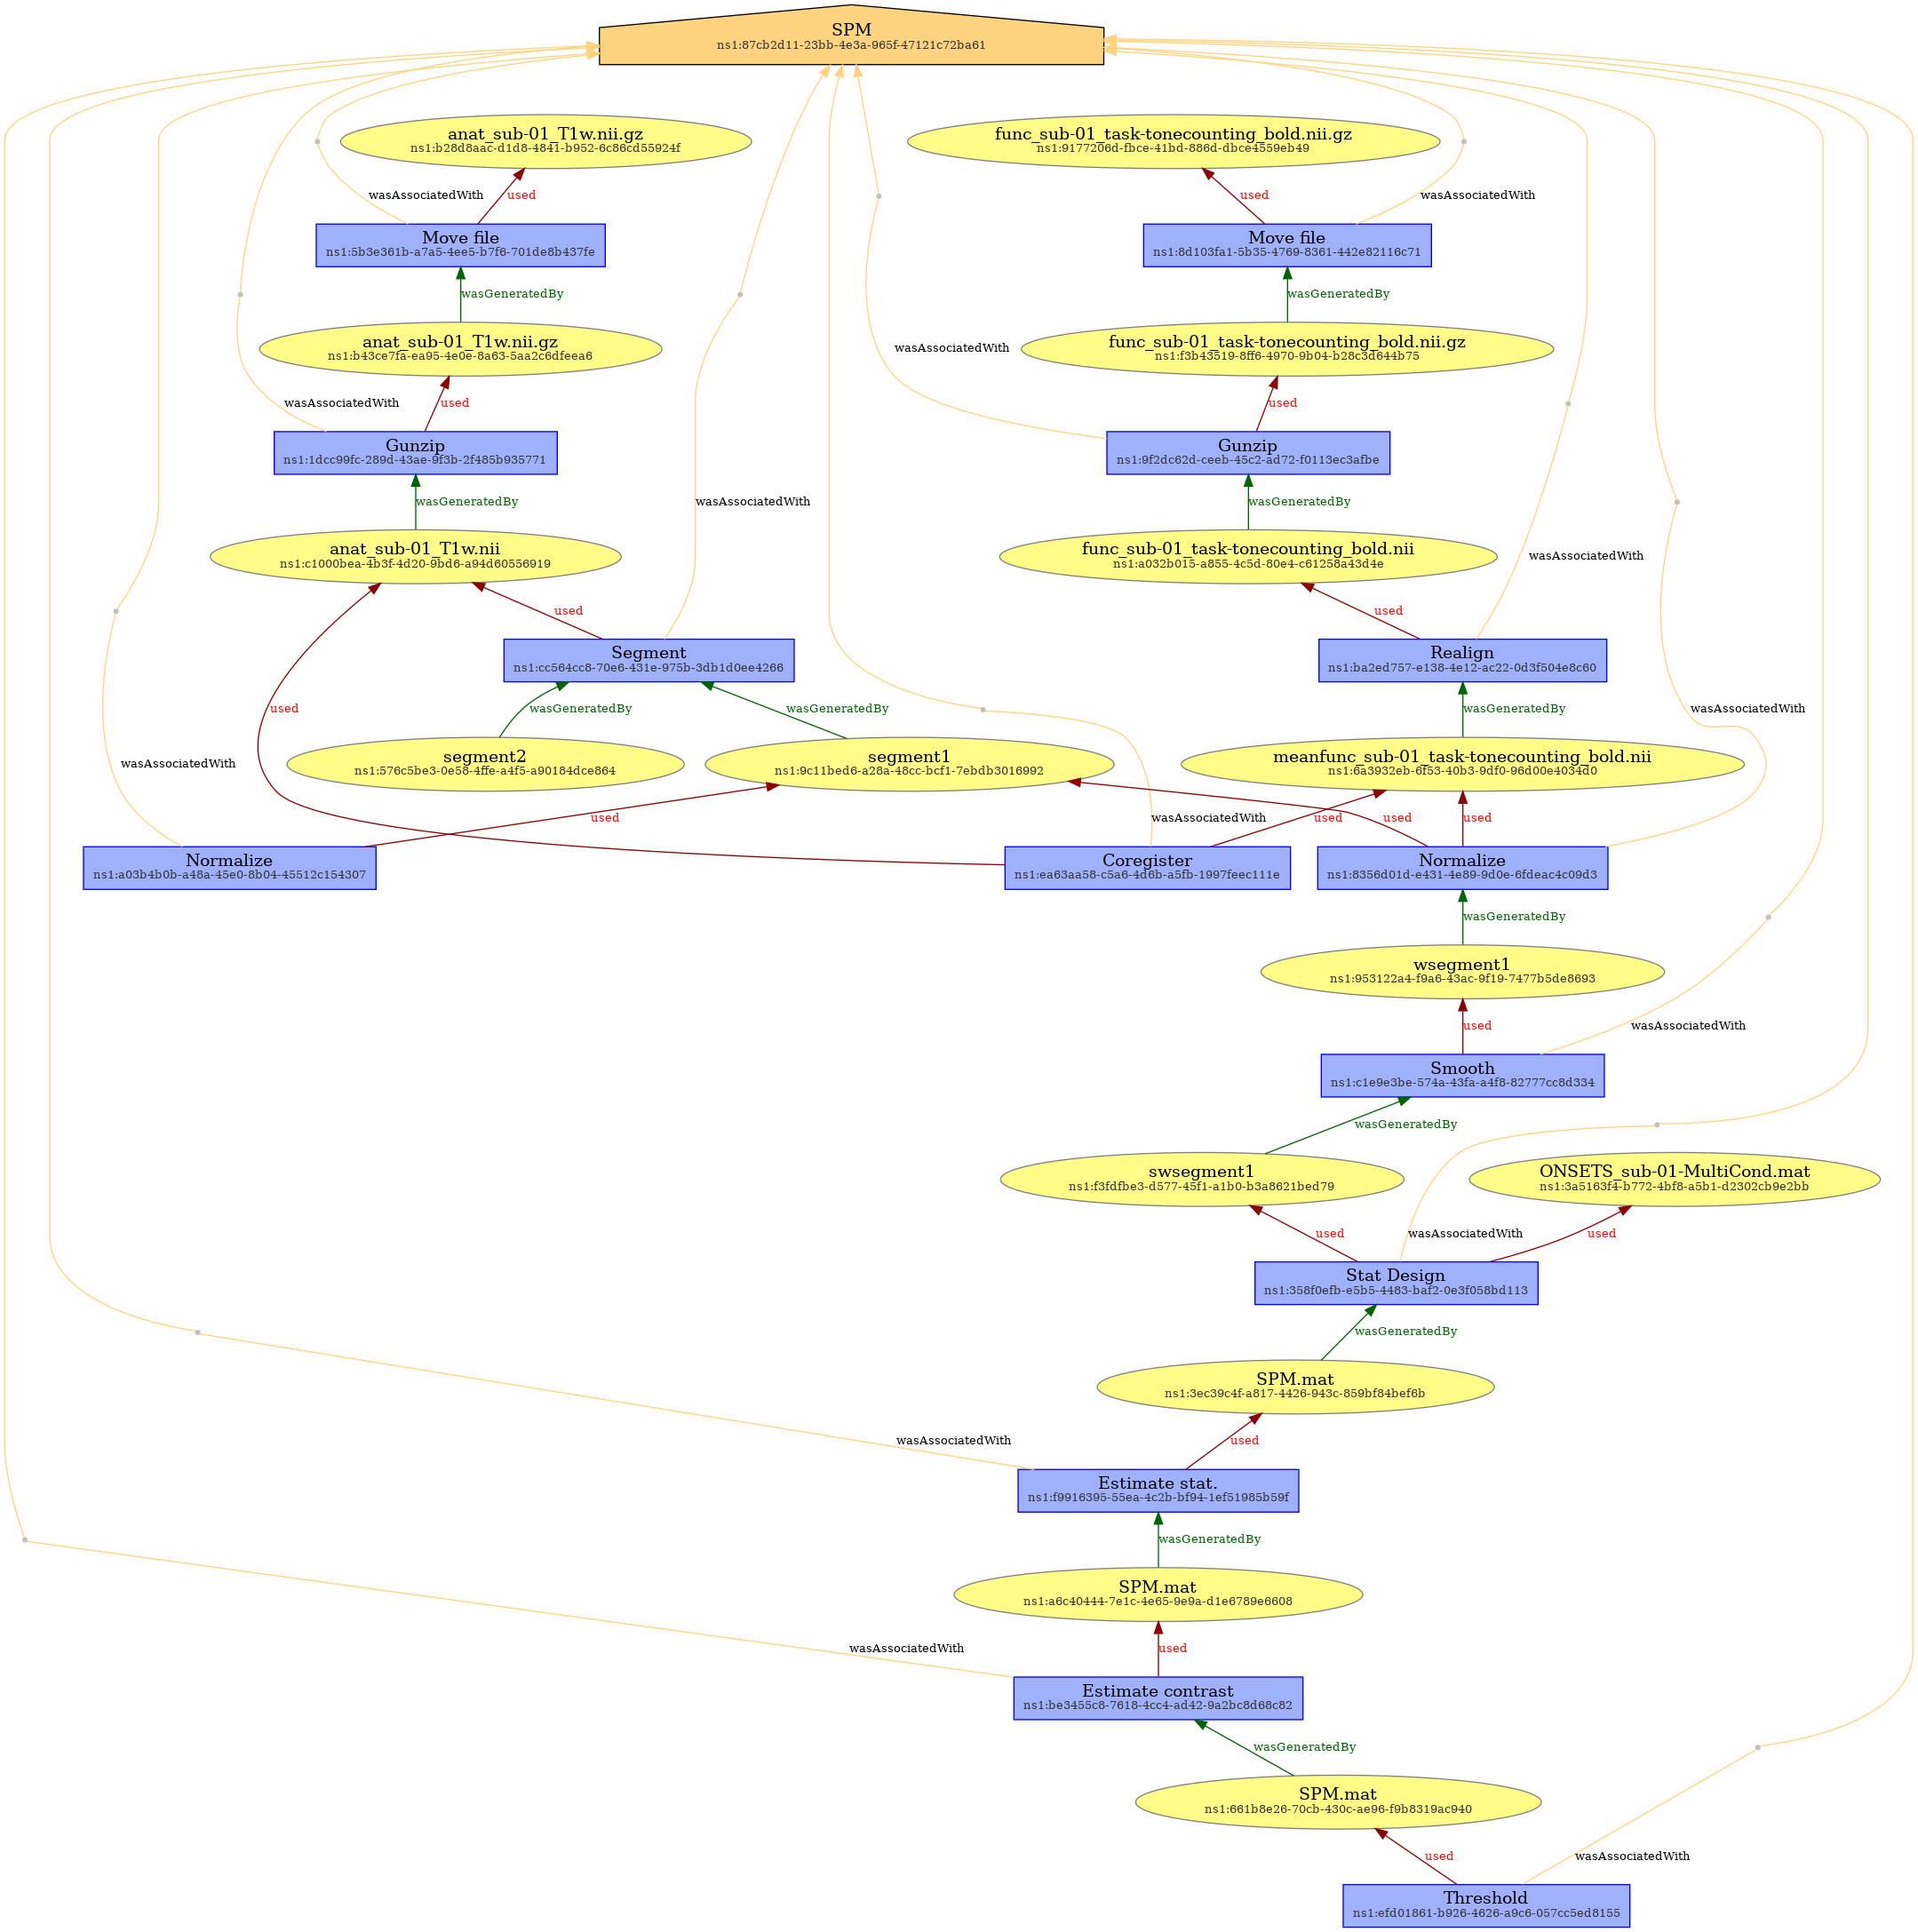 SPM
ns1:87cb2d11-23bb-4e3a-965f-47121c72ba61
anat_sub-01_T1w.nii.gz
ns1:b28d8aac-d1d8-4841-b952-6c86cd55924f
func_sub-01_task-tonecounting_bold.nii.gz
ns1:9177206d-fbce-41bd-886d-dbce4559eb49
wasAssociatedWith
used
used
wasAssociatedWith
Move file
ns1:5b3e361b-a7a5-4ee5-b7f6-701de8b437fe
Move file
ns1:8d103fa1-5b35-4769-8361-442e82116c71
wasGeneratedBy
wasGeneratedBy
anat_sub-01_T1w.nii.gz
ns1:b43ce7fa-ea95-4e0e-8a63-5aa2c6dfeea6
wasAssociatedWith
func_sub-01_task-tonecounting_bold.nii.gz
ns1:f3b43519-8ff6-4970-9b04-b28c3d644b75
wasAssociatedWith
used
used
Gunzip
ns1:1dcc99fc-289d-43ae-9f3b-2f485b935771
Gunzip
ns1:9f2dc62d-ceeb-45c2-ad72-f0113ec3afbe
wasGeneratedBy
wasAssociatedWith
wasGeneratedBy
anat_sub-01_T1w.nii
ns1:c1000bea-4b3f-4d20-9bd6-a94d60556919
func_sub-01_task-tonecounting_bold.nii
ns1:a032b015-a855-4c5d-80e4-c61258a43d4e
wasAssociatedWith
used
used
Segment
ns1:cc564cc8-70e6-431e-975b-3db1d0ee4266
Realign
ns1:ba2ed757-e138-4e12-ac22-0d3f504e8c60
used
wasGeneratedBy
wasGeneratedBy
wasGeneratedBy
wasAssociatedWith
wasAssociatedWith
segment2
ns1:576c5be3-0e58-4ffe-a4f5-a90184dce864
segment1
ns1:9c11bed6-a28a-48cc-bcf1-7ebdb3016992
meanfunc_sub-01_task-tonecounting_bold.nii
ns1:6a3932eb-6f53-40b3-9df0-96d00e4034d0
used
wasAssociatedWith
used
used
used
Normalize
ns1:a03b4b0b-a48a-45e0-8b04-45512c154307
Coregister
ns1:ea63aa58-c5a6-4d6b-a5fb-1997feec111e
Normalize
ns1:8356d01d-e431-4e89-9d0e-6fdeac4c09d3
wasGeneratedBy
wsegment1
ns1:953122a4-f9a6-43ac-9f19-7477b5de8693
used
wasAssociatedWith
Smooth
ns1:c1e9e3be-574a-43fa-a4f8-82777cc8d334
wasGeneratedBy
swsegment1
ns1:f3fdfbe3-d577-45f1-a1b0-b3a8621bed79
ONSETS_sub-01-MultiCond.mat
ns1:3a5163f4-b772-4bf8-a5b1-d2302cb9e2bb
used
wasAssociatedWith
used
Stat Design
ns1:358f0efb-e5b5-4483-baf2-0e3f058bd113
wasGeneratedBy
SPM.mat
ns1:3ec39c4f-a817-4426-943c-859bf84bef6b
wasAssociatedWith
used
Estimate stat.
ns1:f9916395-55ea-4c2b-bf94-1ef51985b59f
wasGeneratedBy
SPM.mat
ns1:a6c40444-7e1c-4e65-9e9a-d1e6789e6608
wasAssociatedWith
used
Estimate contrast
ns1:be3455c8-7618-4cc4-ad42-9a2bc8d68c82
wasGeneratedBy
SPM.mat
ns1:661b8e26-70cb-430c-ae96-f9b8319ac940
used
wasAssociatedWith
Threshold
ns1:efd01861-b926-4626-a9c6-057cc5ed8155